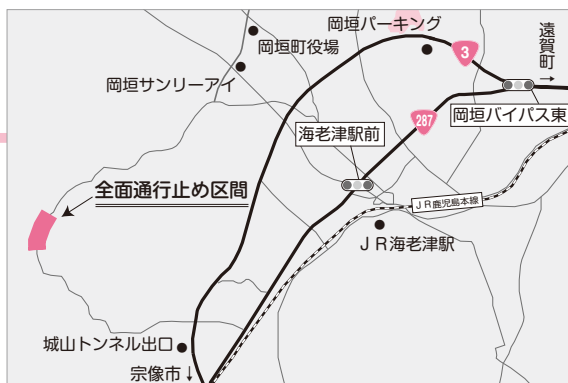 岡垣パーキング
岡垣町役場
3
遠賀町
→
岡垣サンリーアイ
287
岡垣バイパス東
海老津駅前
全面通行止め区間
JR鹿児島本線
JR海老津駅
城山トンネル出口
宗像市↓